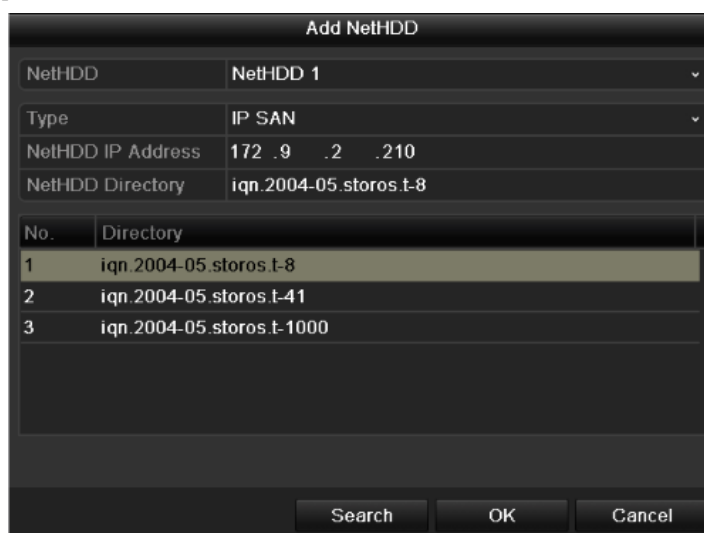 Add NetHDD
NetHDD NetHDD 1
Type IP SAN
NetHDD IP Address 172 .9 .2 .210
NetHDD Directory iqn.2004-05.storos.t-8
No. Directory
1 iqn.2004-05.storos.t-8
2 iqn.2004-05.storos.t-41
3 iqn.2004-05.storos.t-1000
Search OK Cancel